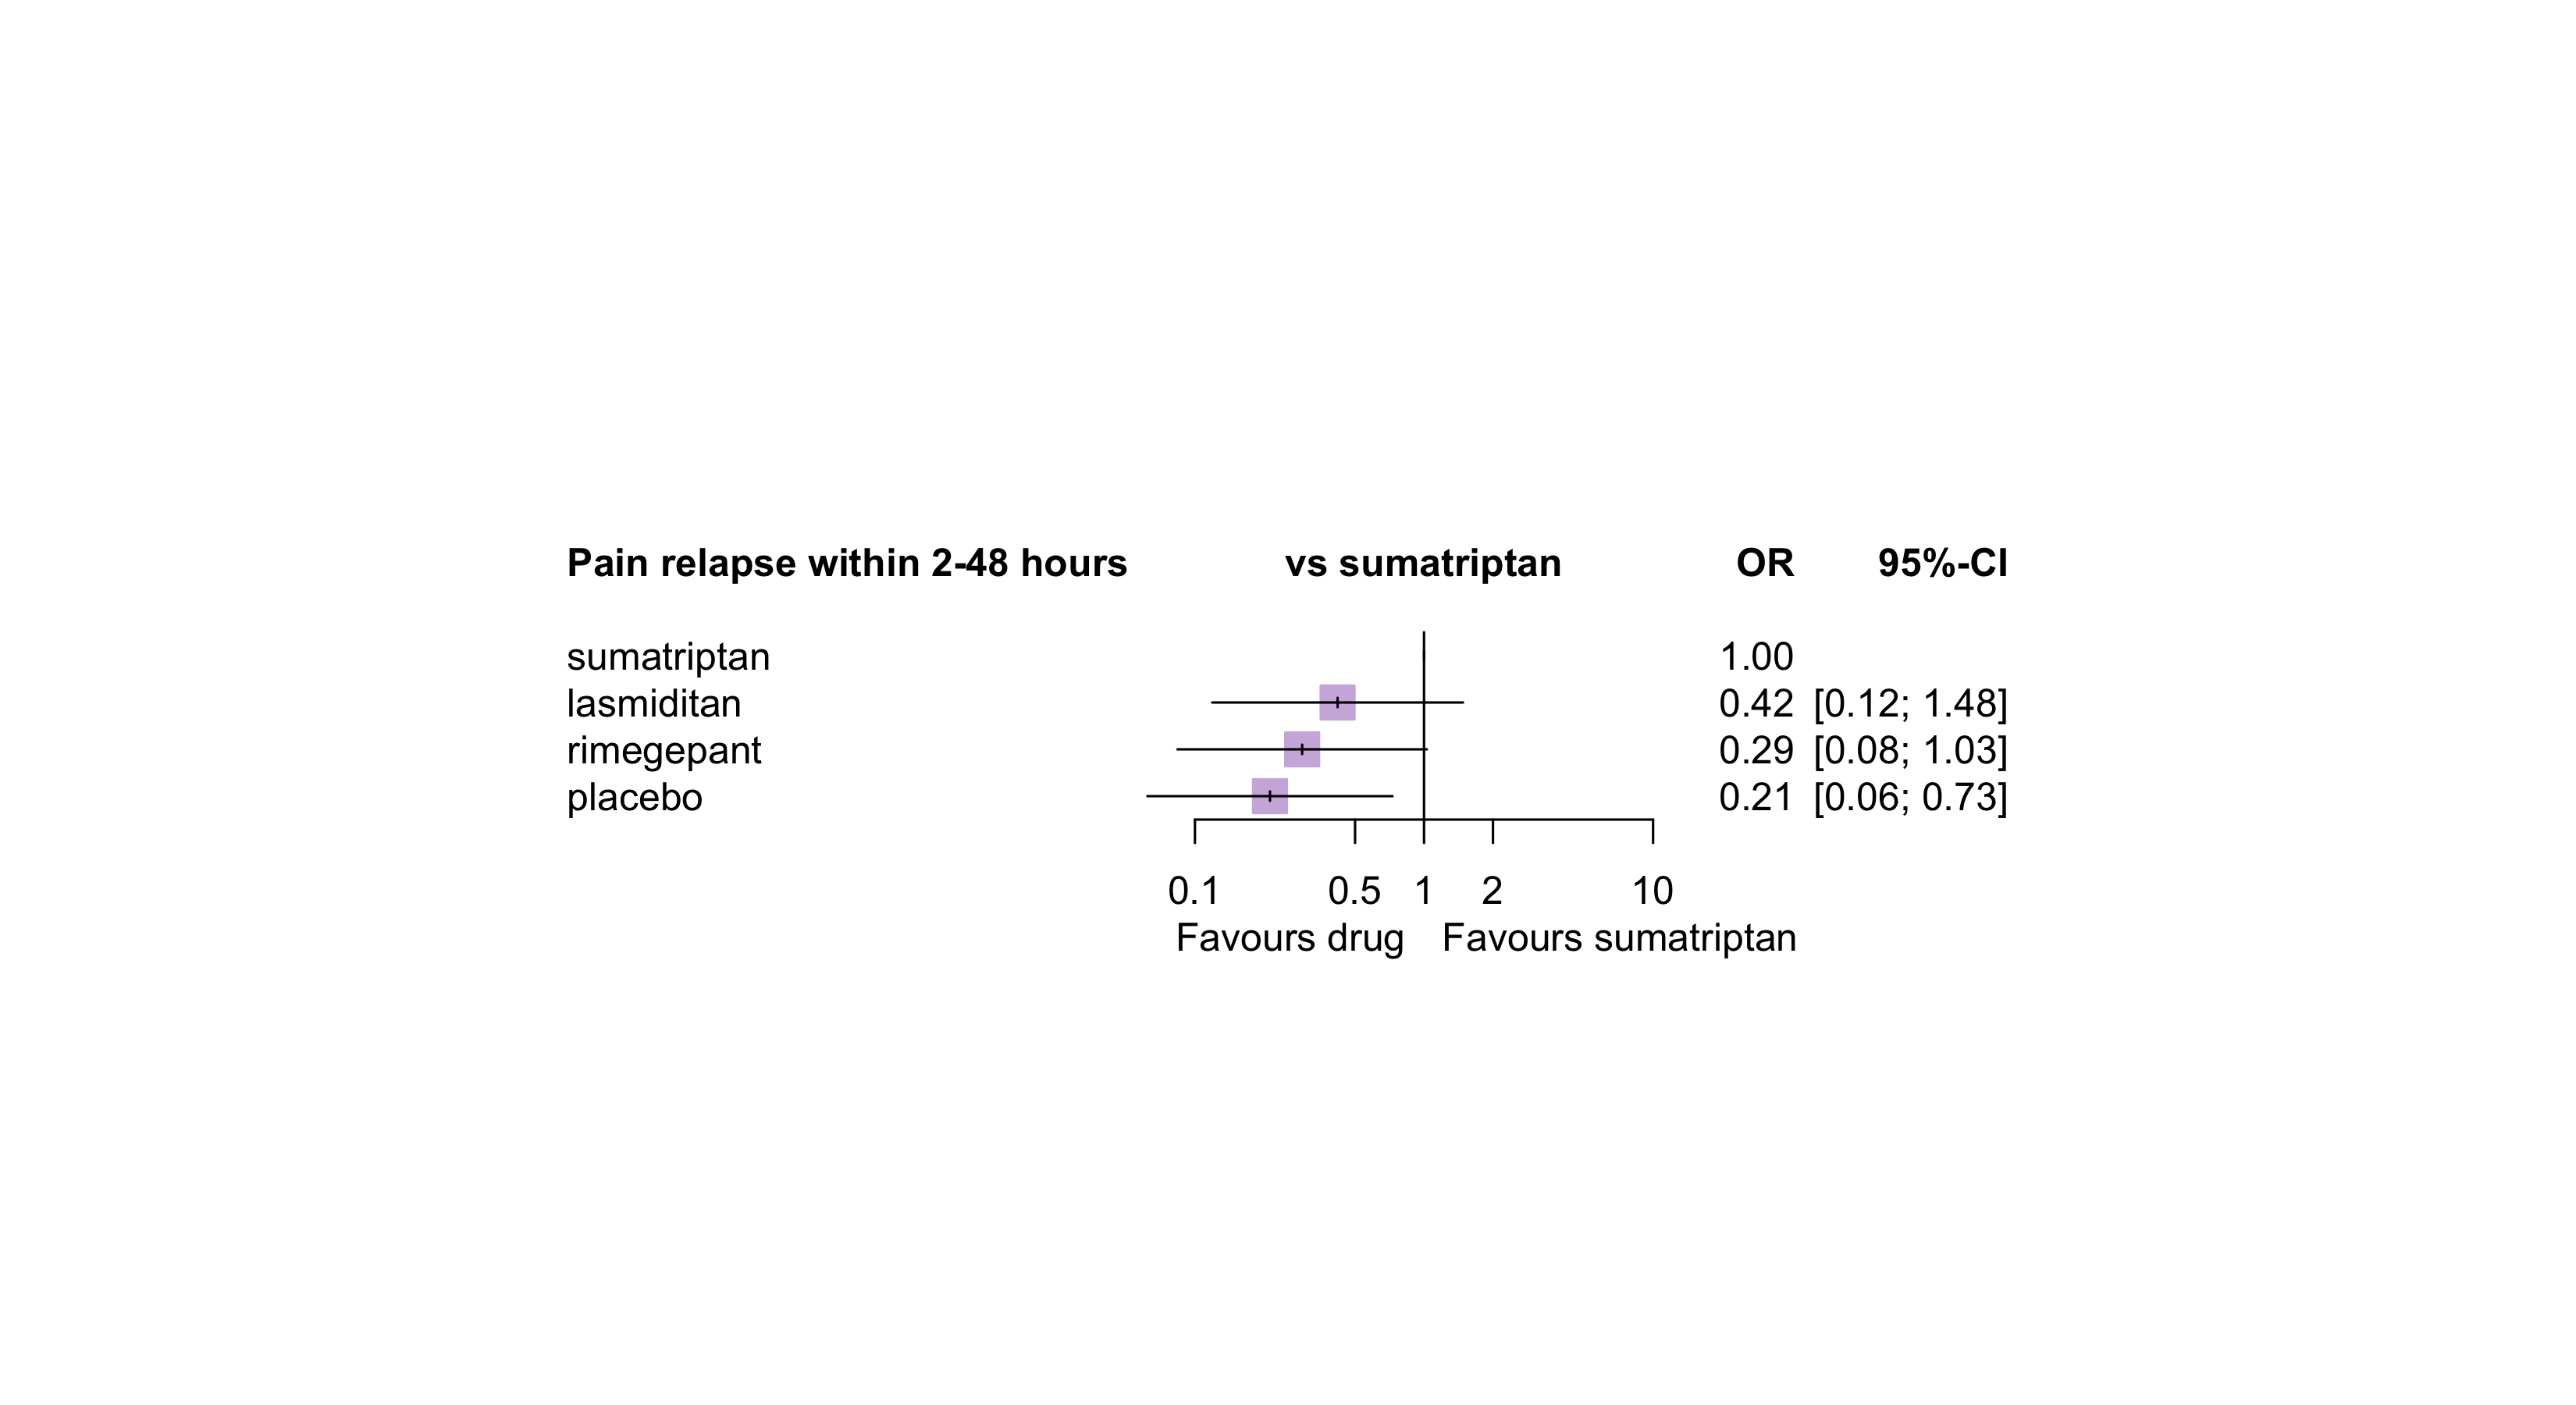 Pain relapse within 2-48 hours vs sumatriptan OR 95%-CI
sumatriptan 1.00
lasmiditan 0.42 [0.12; 1.48]
rimegepant 0.29 [0.08; 1.03]
placebo 0.21 [0.06; 0.73]
0.1 0.5 1 2 10
Favours drug Favours sumatriptan